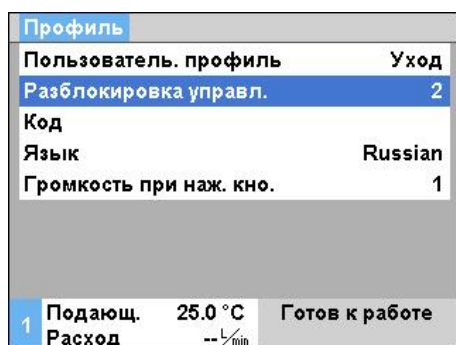 Профиль
Пользователь. профиль Уход
Разблокировка управл. 2
Код
Язык Russian
Громкость при наж. кно. 1
1 Подающ. 25.0 °C Готов к работе
Расход -- L/min